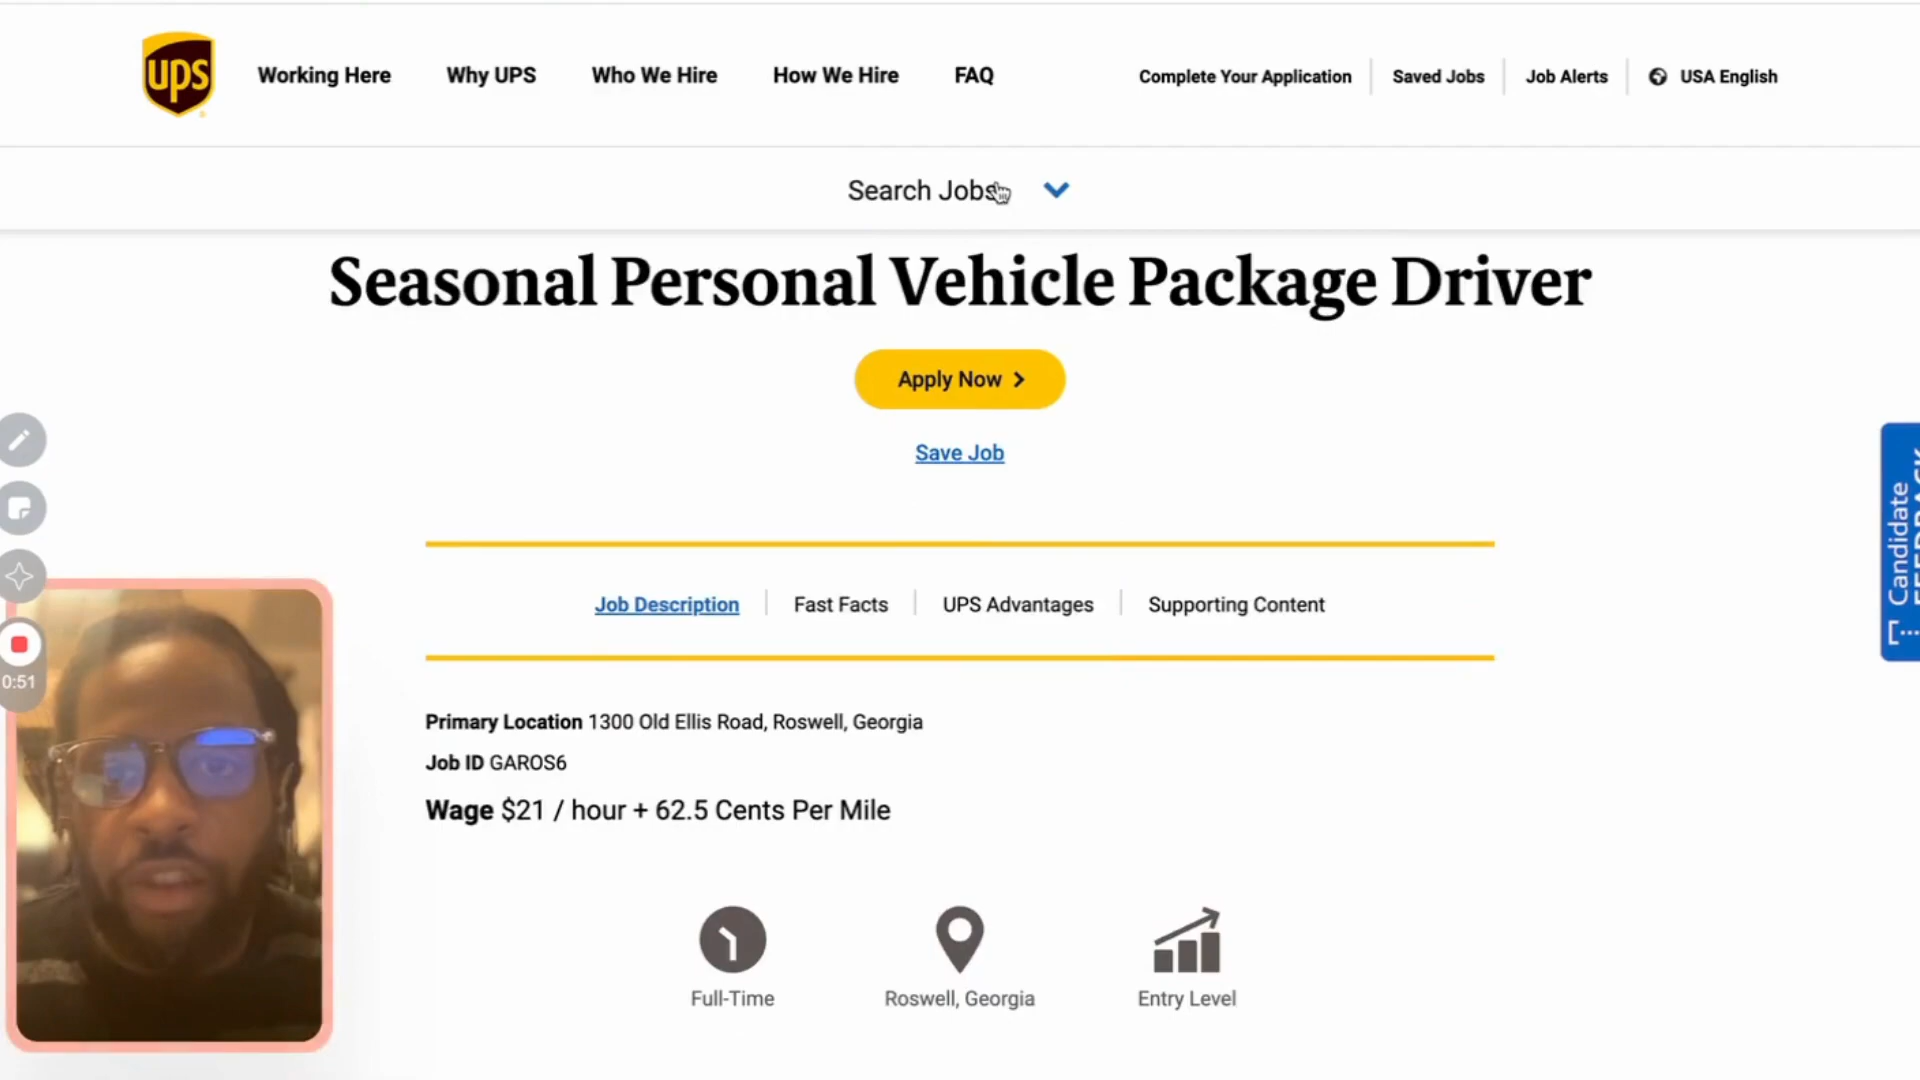 ups
Working Here
Why UPS
Who We Hire
How We Hire
FAQ
Complete Your Application
Saved Jobs
Job Alerts
USA English
Search Jobs
Seasonal Personal Vehicle Package Driver
Apply Now
Save Job
Candidate
FEEDBACK
Job Description
Fast Facts
UPS Advantages
Supporting Content
0:51
Primary Location 1300 Old Ellis Road, Roswell, Georgia
Job ID GAROS6
Wage $21 / hour + 62.5 Cents Per Mile
Full-Time
Roswell, Georgia
Entry Level